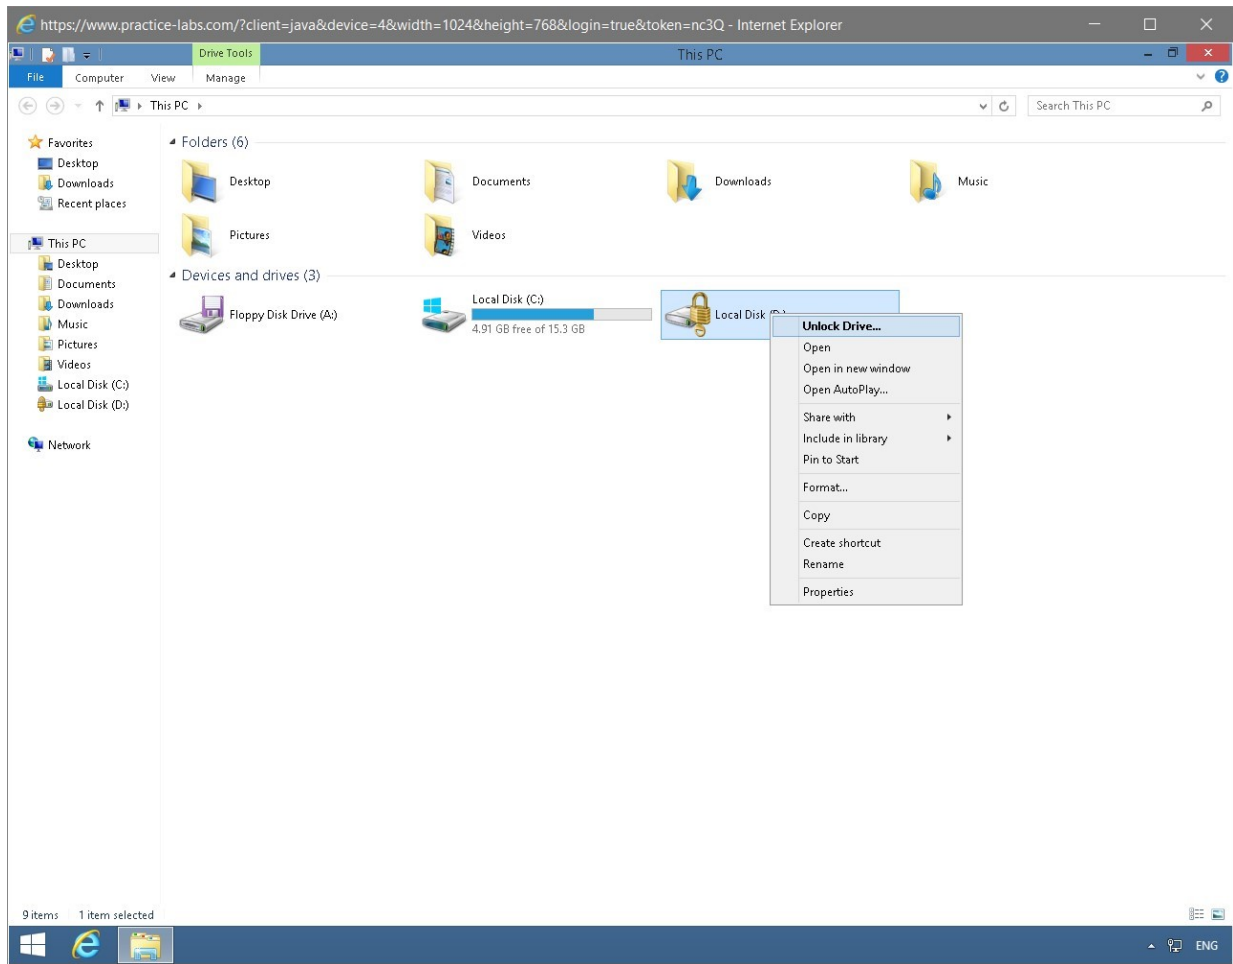 https://www.practice-labs.com/?client=java&device=4&width=1024&height=768&login=true&token=nc3Q - Internet Explorer
Drive Tools
This PC
File
Computer
View
Manage
This PC
Search This PC
Favorites
Desktop
Downloads
Recent places
This PC
Desktop
Documents
Downloads
Music
Pictures
Videos
Local Disk (C:)
Local Disk (D:)
Network
Folders (6)
Desktop
Documents
Downloads
Music
Pictures
Videos
Devices and drives (3)
Floppy Disk Drive (A:)
Local Disk (C:)
4.91 GB free of 15.3 GB
Local Disk
Unlock Drive...
Open
Open in new window
Open AutoPlay...
Share with
Include in library
Pin to Start
Format...
Copy
Create shortcut
Rename
Properties
9 items
1 item selected
ENG